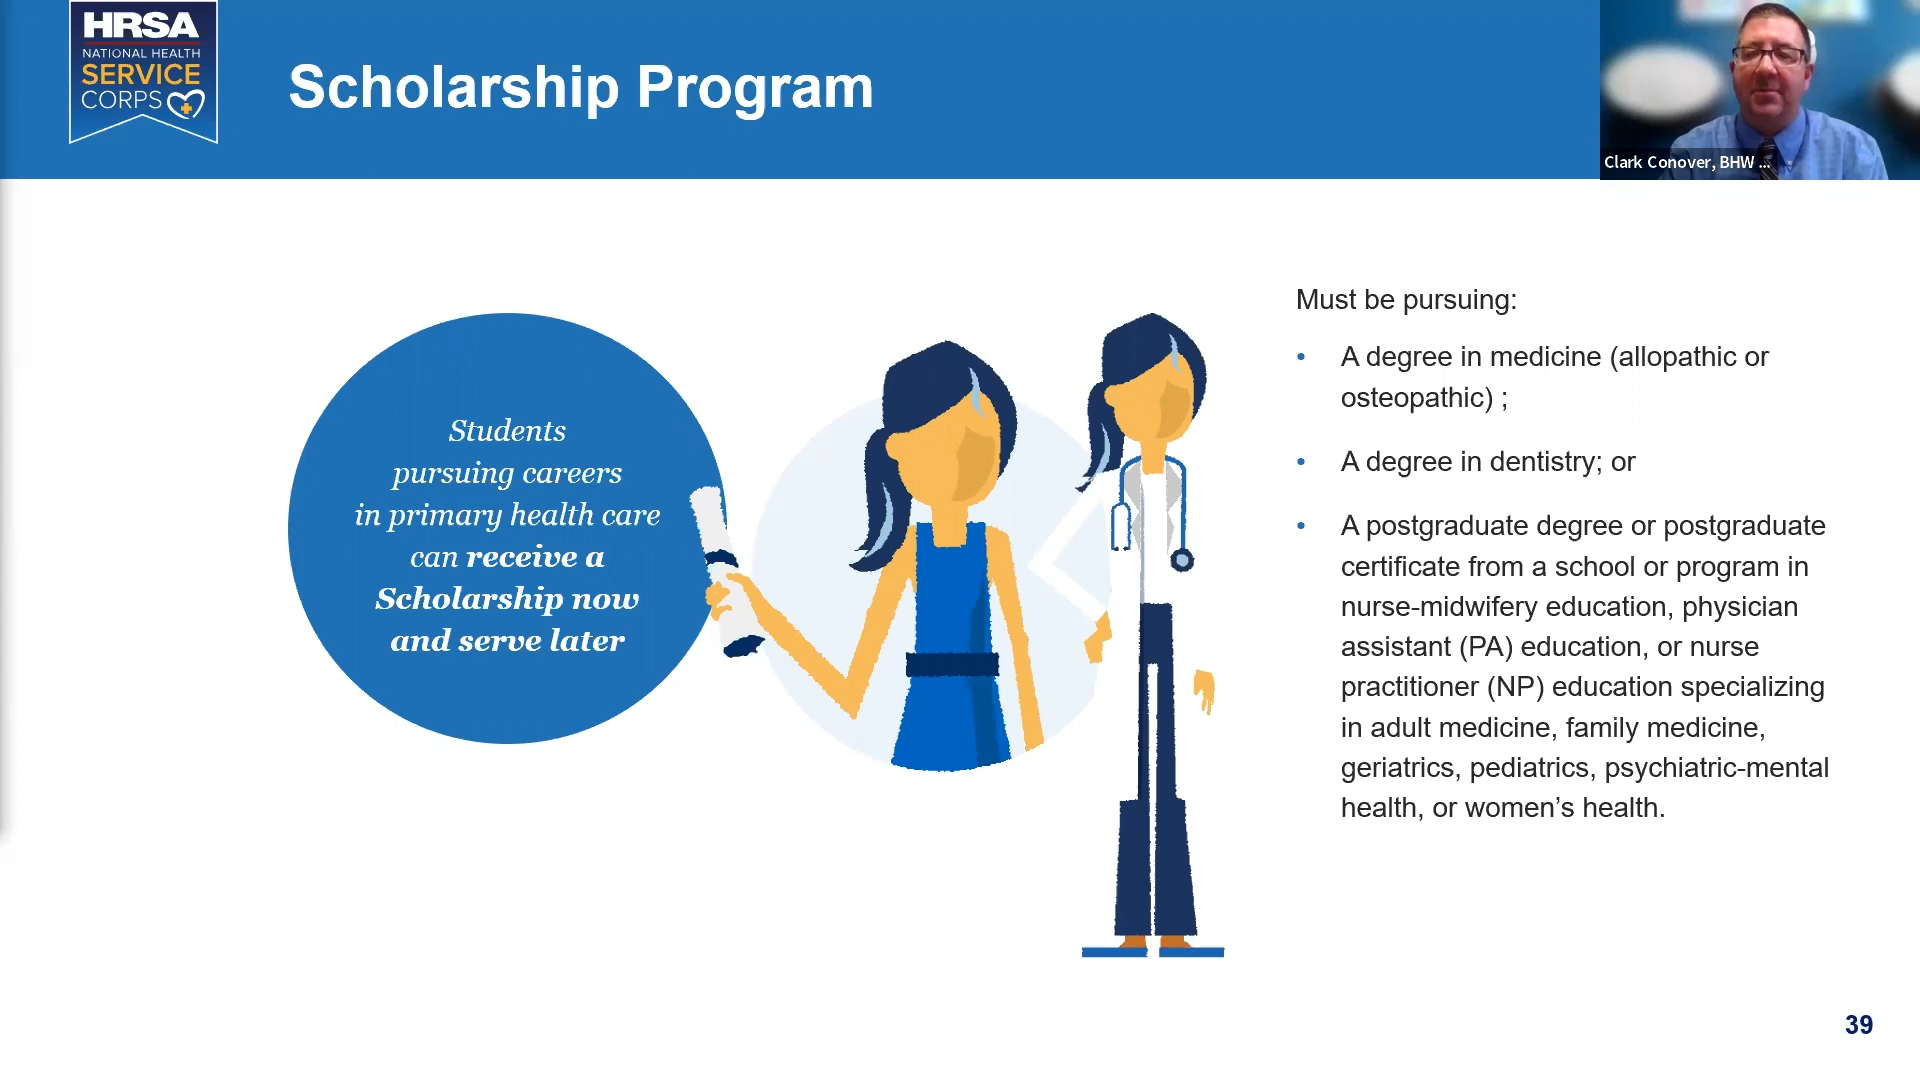 HRSA
NATIONAL HEALTH
SERVICE
CORPS
Scholarship Program
Clark Conover, BHW ...
Students
pursuing careers
in primary health care
can receive a
Scholarship now
and serve later
Must be pursuing:
• A degree in medicine (allopathic or
osteopathic) ;
• A degree in dentistry; or
• A postgraduate degree or postgraduate
certificate from a school or program in
nurse-midwifery education, physician
assistant (PA) education, or nurse
practitioner (NP) education specializing
in adult medicine, family medicine,
geriatrics, pediatrics, psychiatric-mental
health, or women’s health.
39